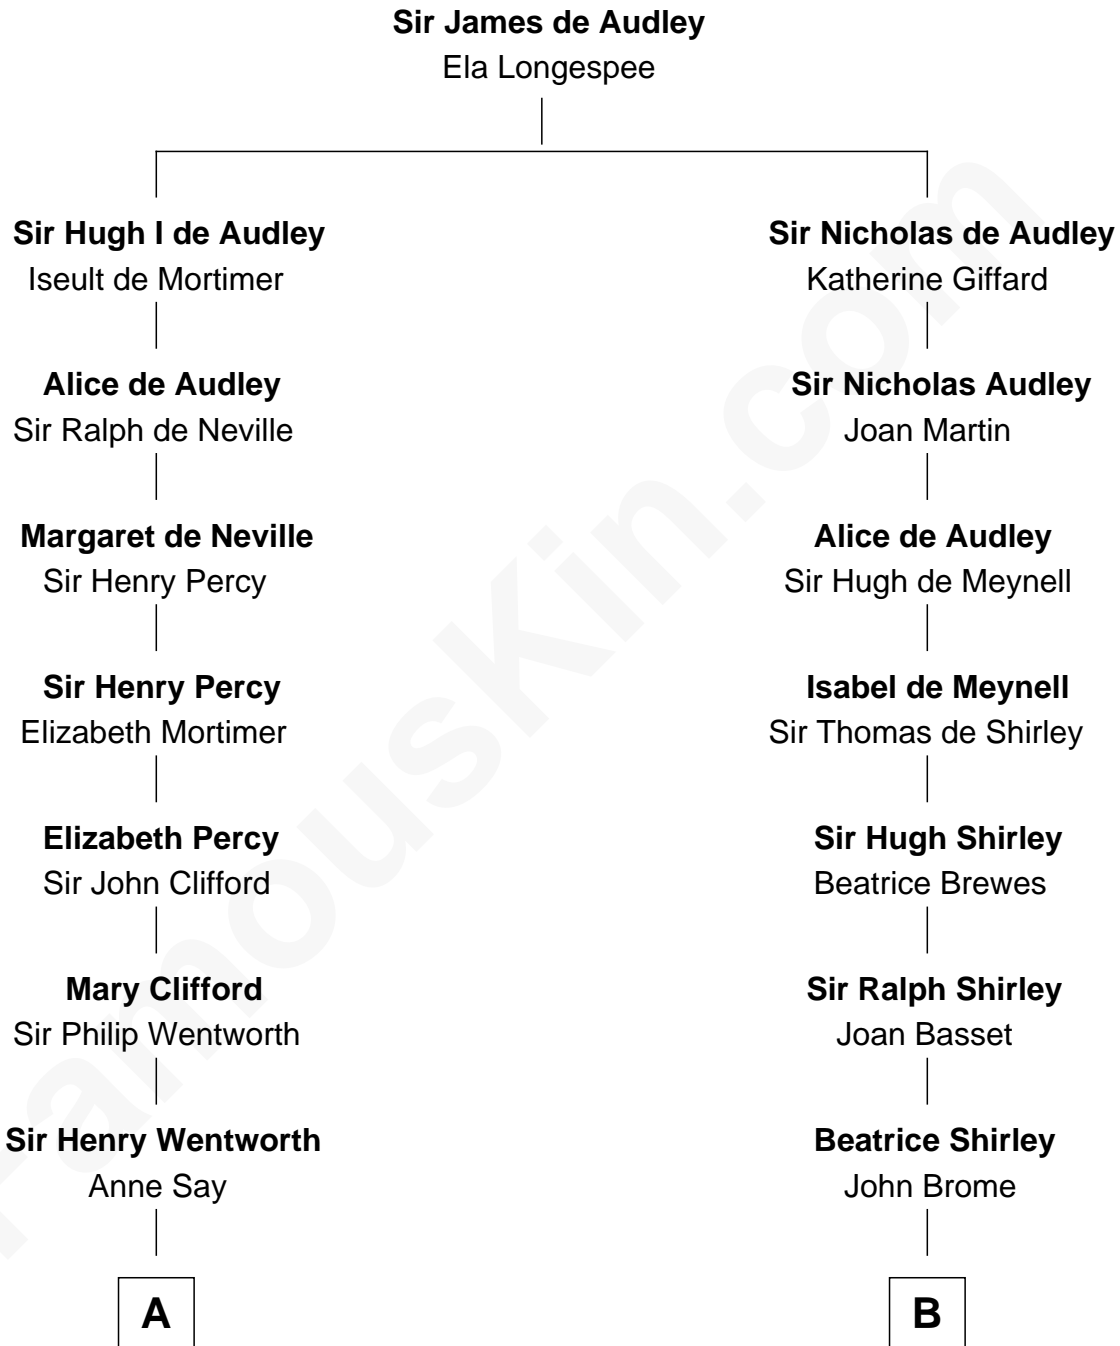 Sir James de Audley
Ela Longespee
Sir Hugh I de Audley
Iseult de Mortimer
Sir Nicholas de Audley
Katherine Giffard
Alice de Audley
Sir Ralph de Neville
Sir Nicholas Audley
Joan Martin
Margaret de Neville
Sir Henry Percy
Alice de Audley
Sir Hugh de Meynell
Sir Henry Percy
Elizabeth Mortimer
Isabel de Meynell
Sir Thomas de Shirley
Elizabeth Percy
Sir John Clifford
Sir Hugh Shirley
Beatrice Brewes
Mary Clifford
Sir Philip Wentworth
Sir Ralph Shirley
Joan Basset
Sir Henry Wentworth
Anne Say
Beatrice Shirley
John Brome
A
B
FamousKin.com